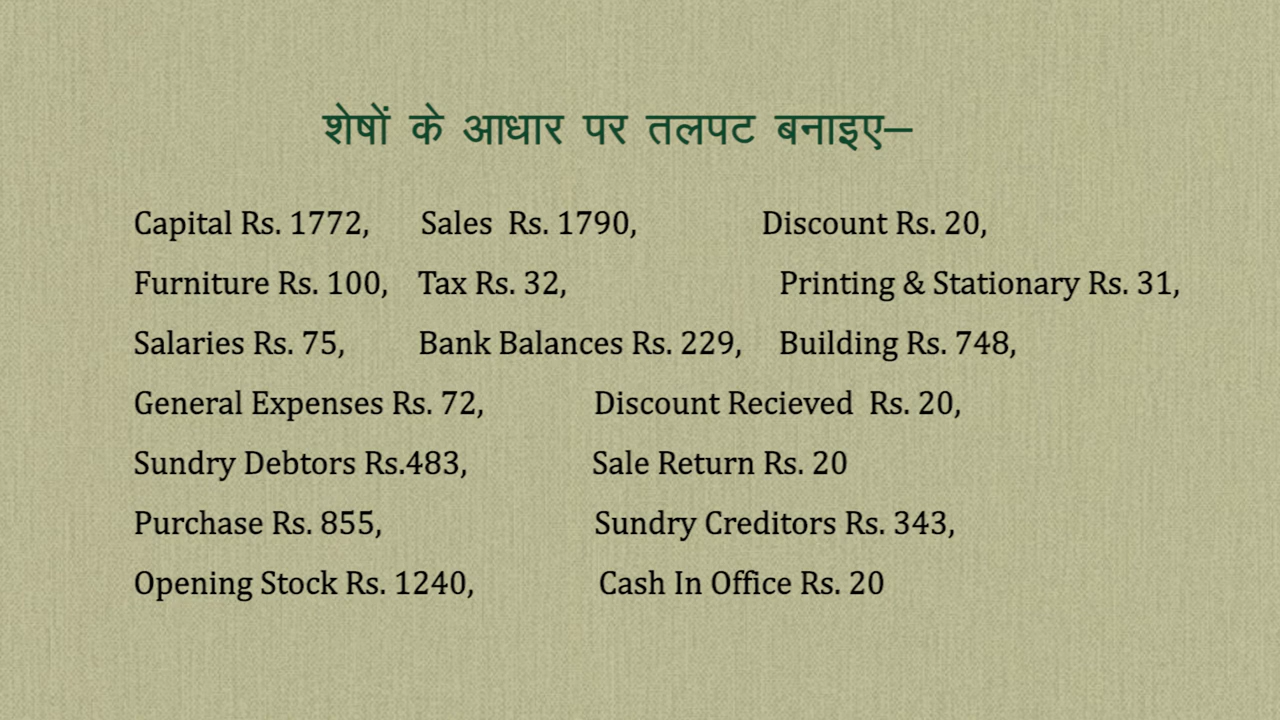 शेषों के आधार पर तलपट बनाइए–
Capital Rs. 1772, Sales Rs. 1790, Discount Rs. 20,
Furniture Rs. 100, Tax Rs. 32, Printing & Stationary Rs. 31,
Salaries Rs. 75, Bank Balances Rs. 229, Building Rs. 748,
General Expenses Rs. 72, Discount Recieved Rs. 20,
Sundry Debtors Rs.483, Sale Return Rs. 20
Purchase Rs. 855, Sundry Creditors Rs. 343,
Opening Stock Rs. 1240, Cash In Office Rs. 20